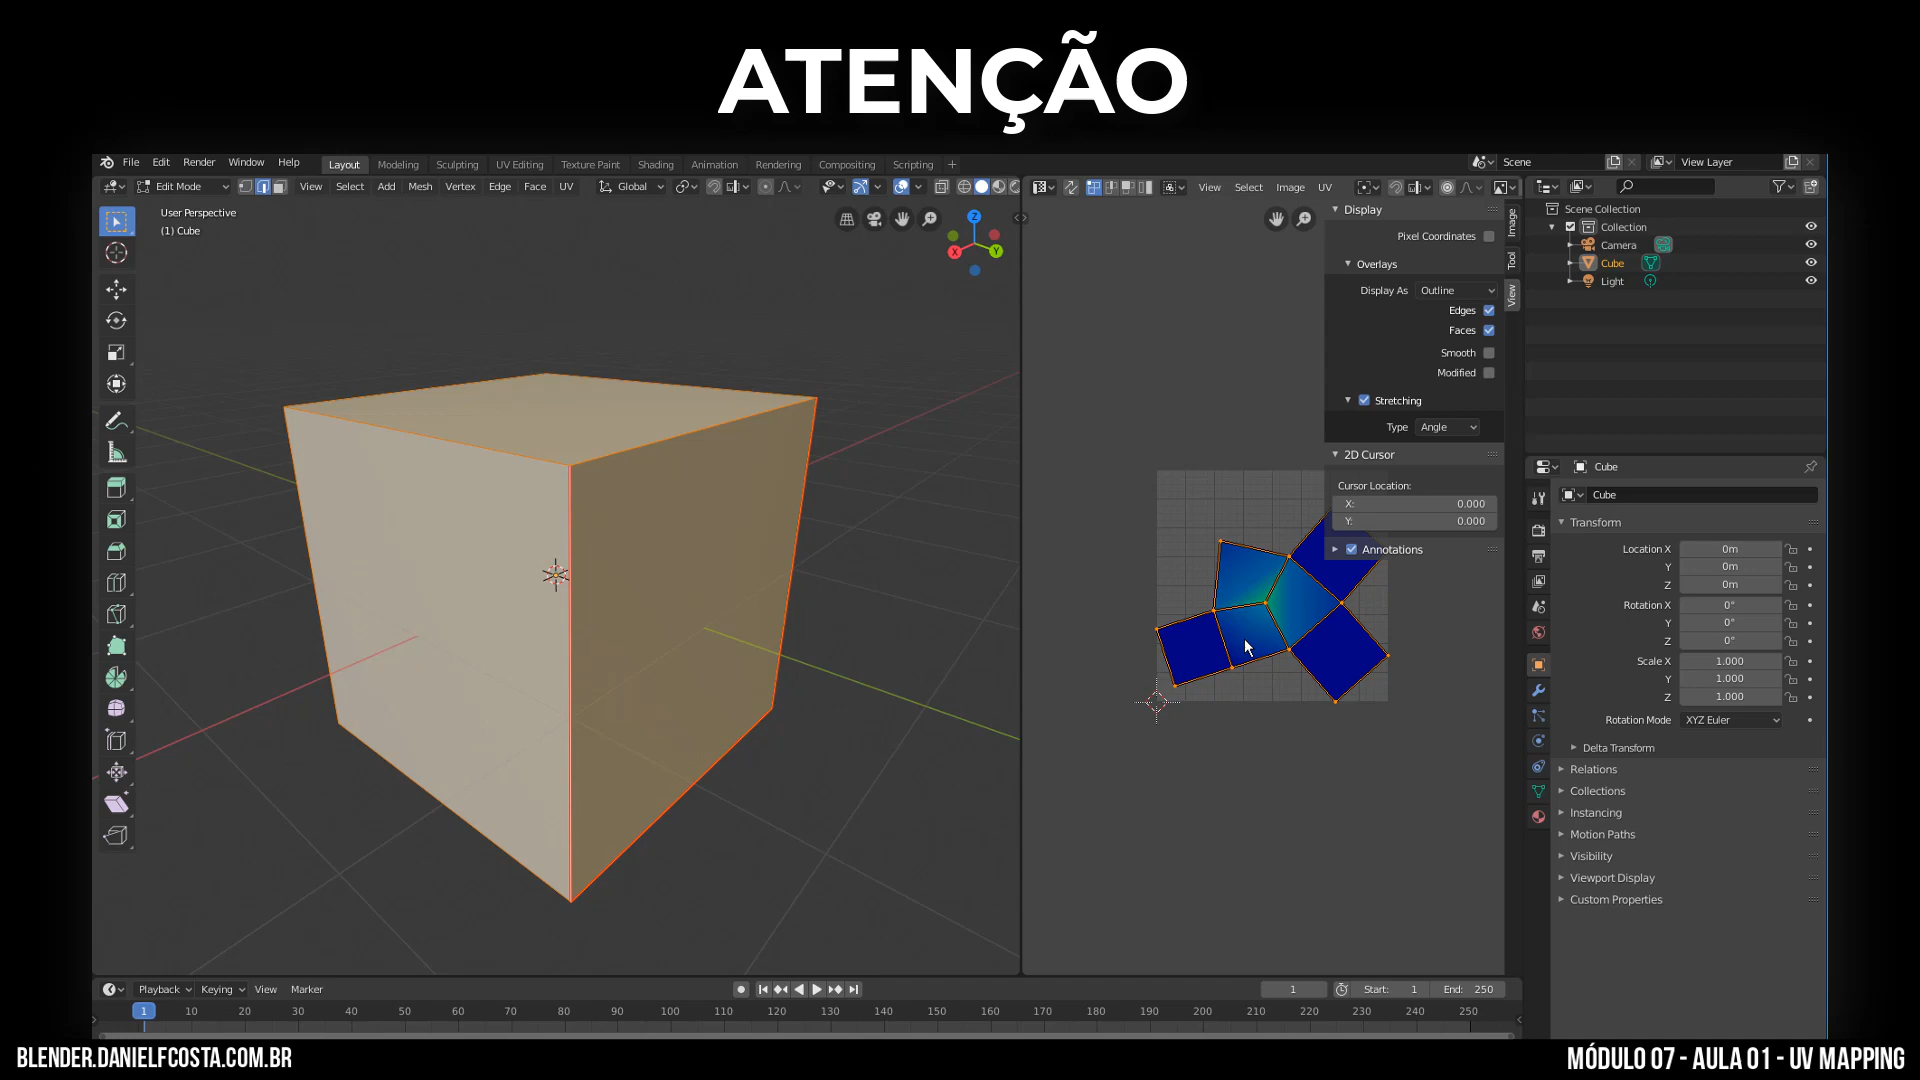 ATENÇÃO
File Edit Render Window Help Layout Modeling Sculpting UV Editing Texture Paint Shading Animation Rendering Compositing Scripting + Scene View Layer
Edit Mode View Select Add Mesh Vertex Edge Face UV Global View Select Image UV
User Perspective
(1) Cube
Z
X
Y
Display
Pixel Coordinates
Overlays
Display As Outline
Edges
Faces
Smooth
Modified
Stretching
Type Angle
2D Cursor
Cursor Location:
X: 0.000
Y: 0.000
Annotations
Image
Tool
View
Scene Collection
Collection
Camera
Cube
Light
Cube
Cube
Transform
Location X 0m
Y 0m
Z 0m
Rotation X 0°
Y 0°
Z 0°
Scale X 1.000
Y 1.000
Z 1.000
Rotation Mode XYZ Euler
Delta Transform
Relations
Collections
Instancing
Motion Paths
Visibility
Viewport Display
Custom Properties
Playback Keying View Marker 1 Start: 1 End: 250
1 10 20 30 40 50 60 70 80 90 100 110 120 130 140 150 160 170 180 190 200 210 220 230 240 250
BLENDER.DANIELFCOSTA.COM.BR
MÓDULO 07 - AULA 01 - UV MAPPING